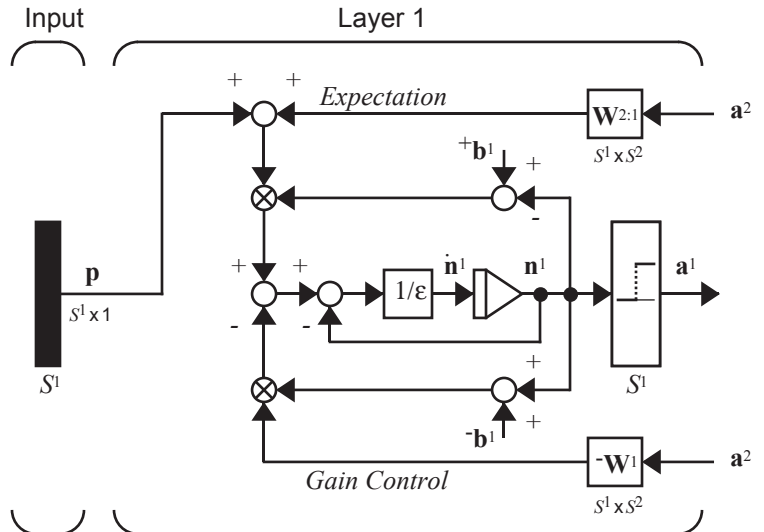 Input
Layer 1
+ + Expectation
W2:1
a2
S1 x S2
+b1
+
-
p
S1 x 1
+ +
1/ε
ṅ1
n1
a1
- -
S1
S1
+
+
-b1
-W1
a2
Gain Control
S1 x S2